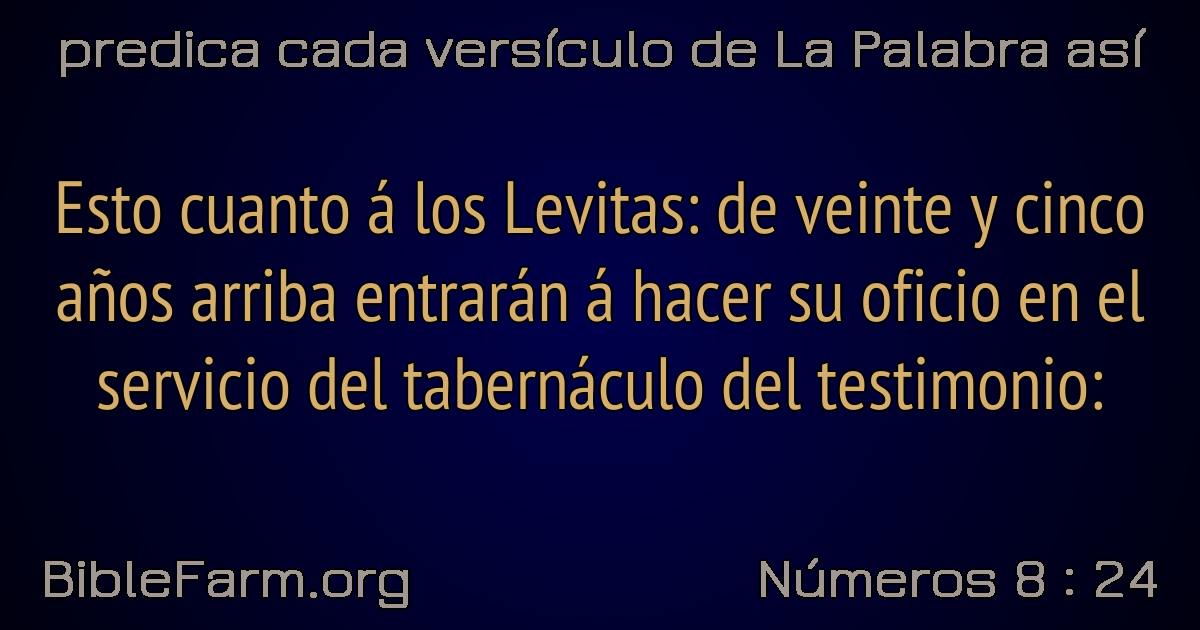 predica cada versículo de La Palabra así
Esto cuanto á los Levitas: de veinte y cinco
años arriba entrarán á hacer su oficio en el
servicio del tabernáculo del testimonio:
BibleFarm.org
Números 8 : 24